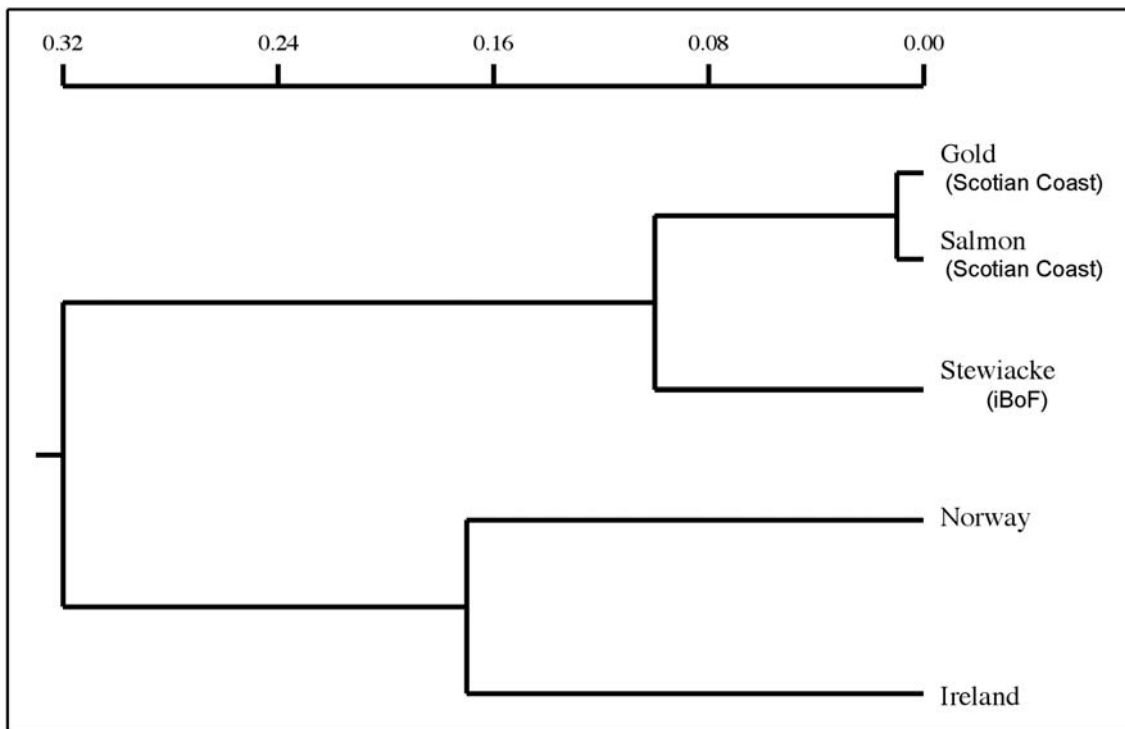 0.32 0.24 0.16 0.08 0.00
Gold
(Scotian Coast)
Salmon
(Scotian Coast)
Stewiacke
(iBoF)
Norway
Ireland